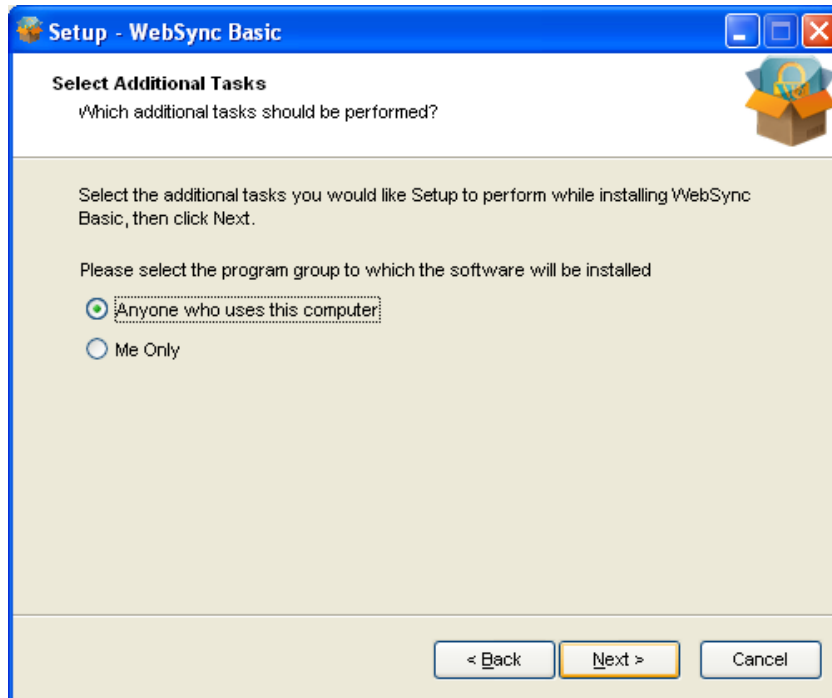 Setup - WebSync Basic
Select Additional Tasks
Which additional tasks should be performed?
Select the additional tasks you would like Setup to perform while installing WebSync
Basic, then click Next.
Please select the program group to which the software will be installed
Anyone who uses this computer
Me Only
< Back
Next >
Cancel